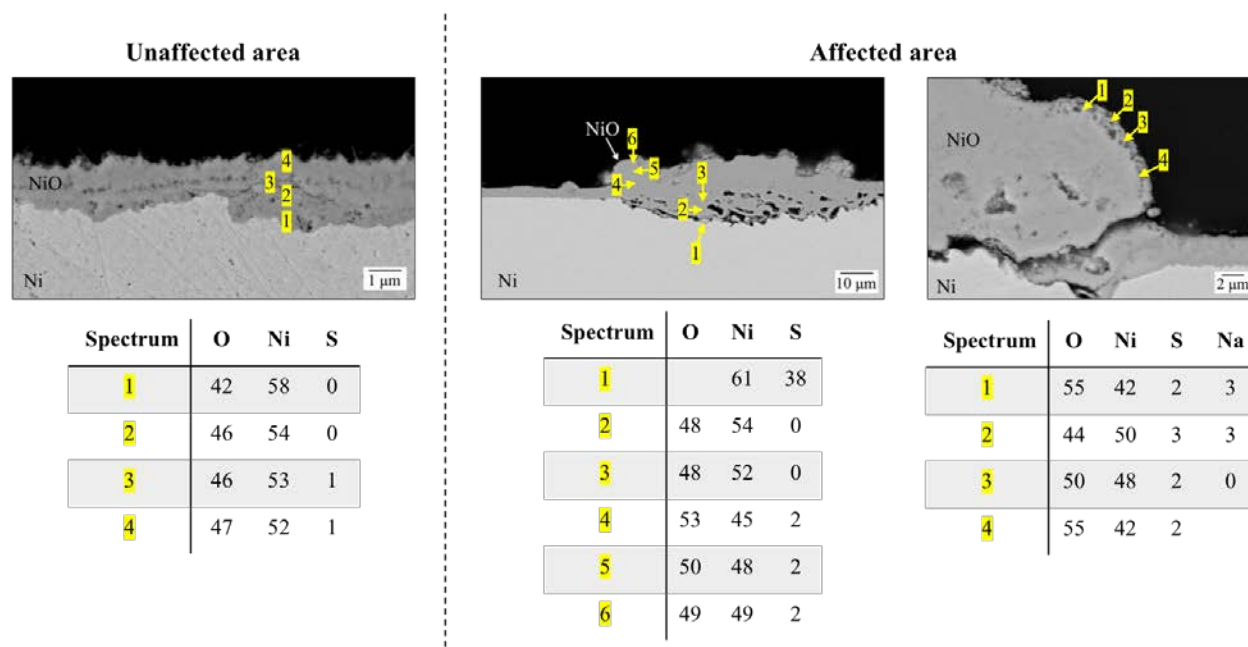 Unaffected area
4
NiO
3
2
1
Ni
1 μm
Spectrum O Ni S
1 42 58 0
2 46 54 0
3 46 53 1
4 47 52 1
Affected area
NiO
6
5
4
3
2
1
10 μm
Spectrum O Ni S
1 61 38
2 48 54 0
3 48 52 0
4 53 45 2
5 50 48 2
6 49 49 2
1
2
NiO
3
4
Ni
2 μm
Spectrum O Ni S Na
1 55 42 2 3
2 44 50 3 3
3 50 48 2 0
4 55 42 2